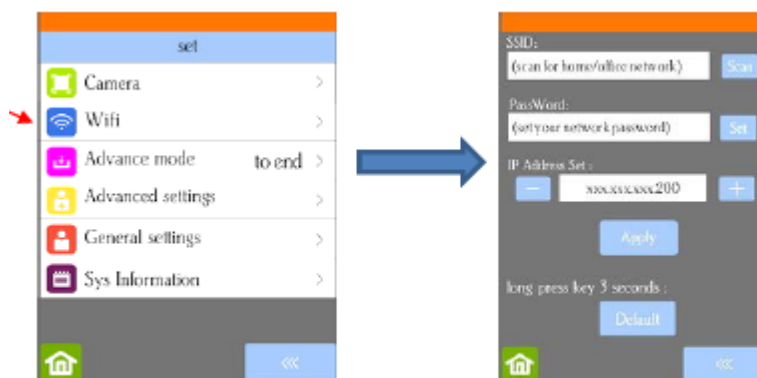 set
Camera
Wifi
Advance mode to end
Advanced settings
General settings
Sys Information
<<<
SSID:
(scan for home/office network) Scan
PassWord:
(set your network password) Set
IP Address Set :
− xxx.xxx.xxx.200 +
Apply
long press key 3 seconds :
Default
<<<